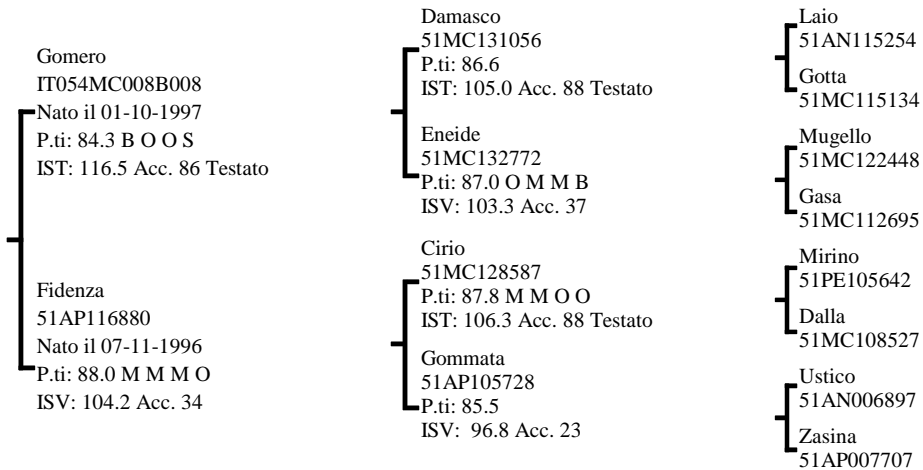 Gomero
IT054MC008B008
Nato il 01-10-1997
P.ti: 84.3 B O O S
IST: 116.5 Acc. 86 Testato
Fidenza
51AP116880
Nato il 07-11-1996
P.ti: 88.0 M M M O
ISV: 104.2 Acc. 34
Damasco
51MC131056
P.ti: 86.6
IST: 105.0 Acc. 88 Testato
Eneide
51MC132772
P.ti: 87.0 O M M B
ISV: 103.3 Acc. 37
Cirio
51MC128587
P.ti: 87.8 M M O O
IST: 106.3 Acc. 88 Testato
Gommata
51AP105728
P.ti: 85.5
ISV: 96.8 Acc. 23
Laio
51AN115254
Gotta
51MC115134
Mugello
51MC122448
Gasa
51MC112695
Mirino
51PE105642
Dalla
51MC108527
Ustico
51AN006897
Zasina
51AP007707